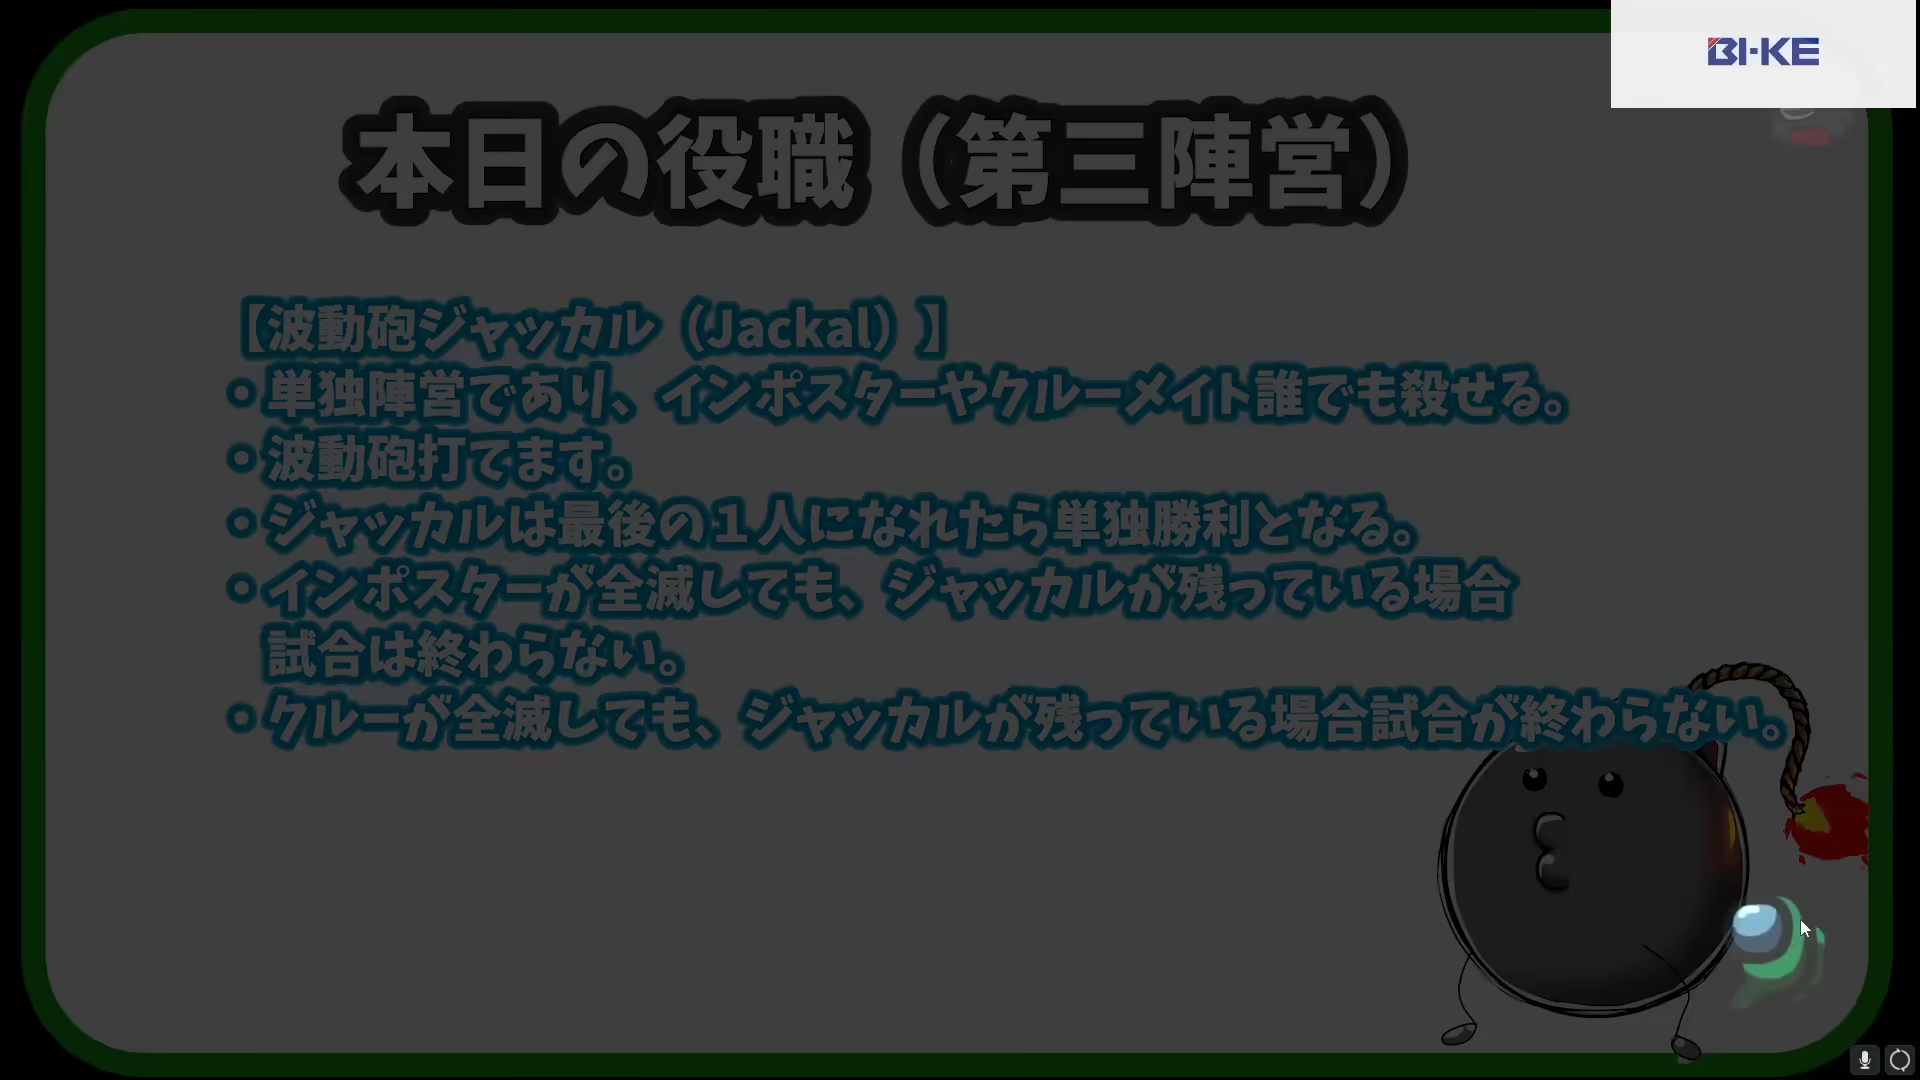 BI-KE
本日の役職（第三陣営）
【波動砲ジャッカル（Jackal）】
・単独陣営であり、インポスターやクルーメイト誰でも殺せる。
・波動砲打てます。
・ジャッカルは最後の１人になれたら単独勝利となる。
・インポスターが全滅しても、ジャッカルが残っている場合
試合は終わらない。
・クルーが全滅しても、ジャッカルが残っている場合試合が終わらない。